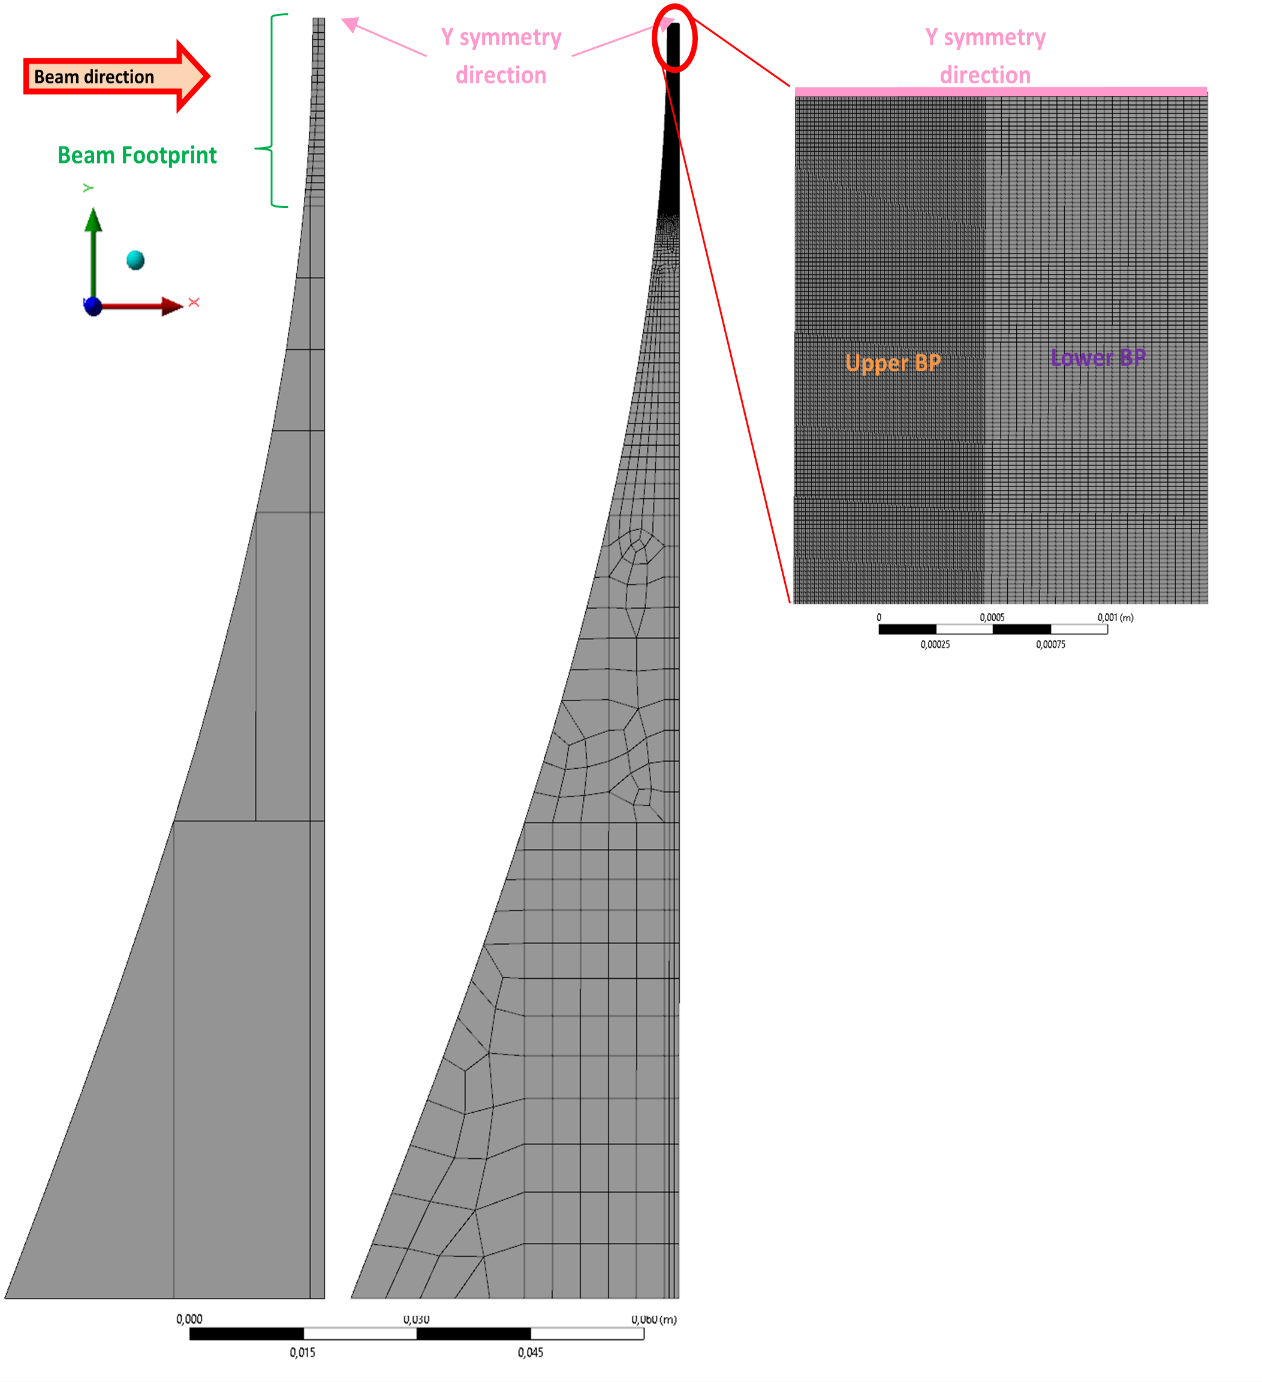 Y symmetry
direction
Y symmetry
direction
Beam direction
Beam Footprint
Y
X
Upper BP
Lower BP
0
0,0005
0,001 (m)
0,00025
0,00075
0,000
0,030
0,060 (m)
0,015
0,045